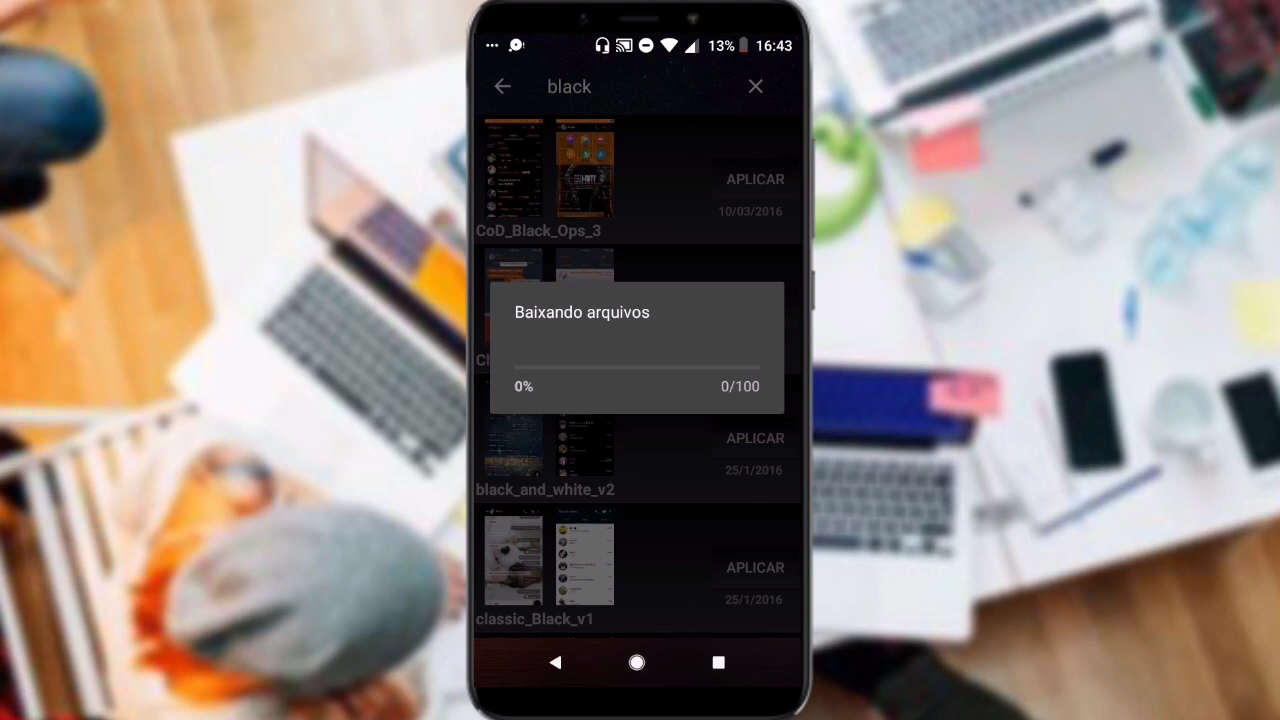 13% 16:43
black
APLICAR
10/03/2016
CoD_Black_Ops_3
Baixando arquivos
0% 0/100
APLICAR
25/1/2016
black_and_white_v2
APLICAR
25/1/2016
classic_Black_v1